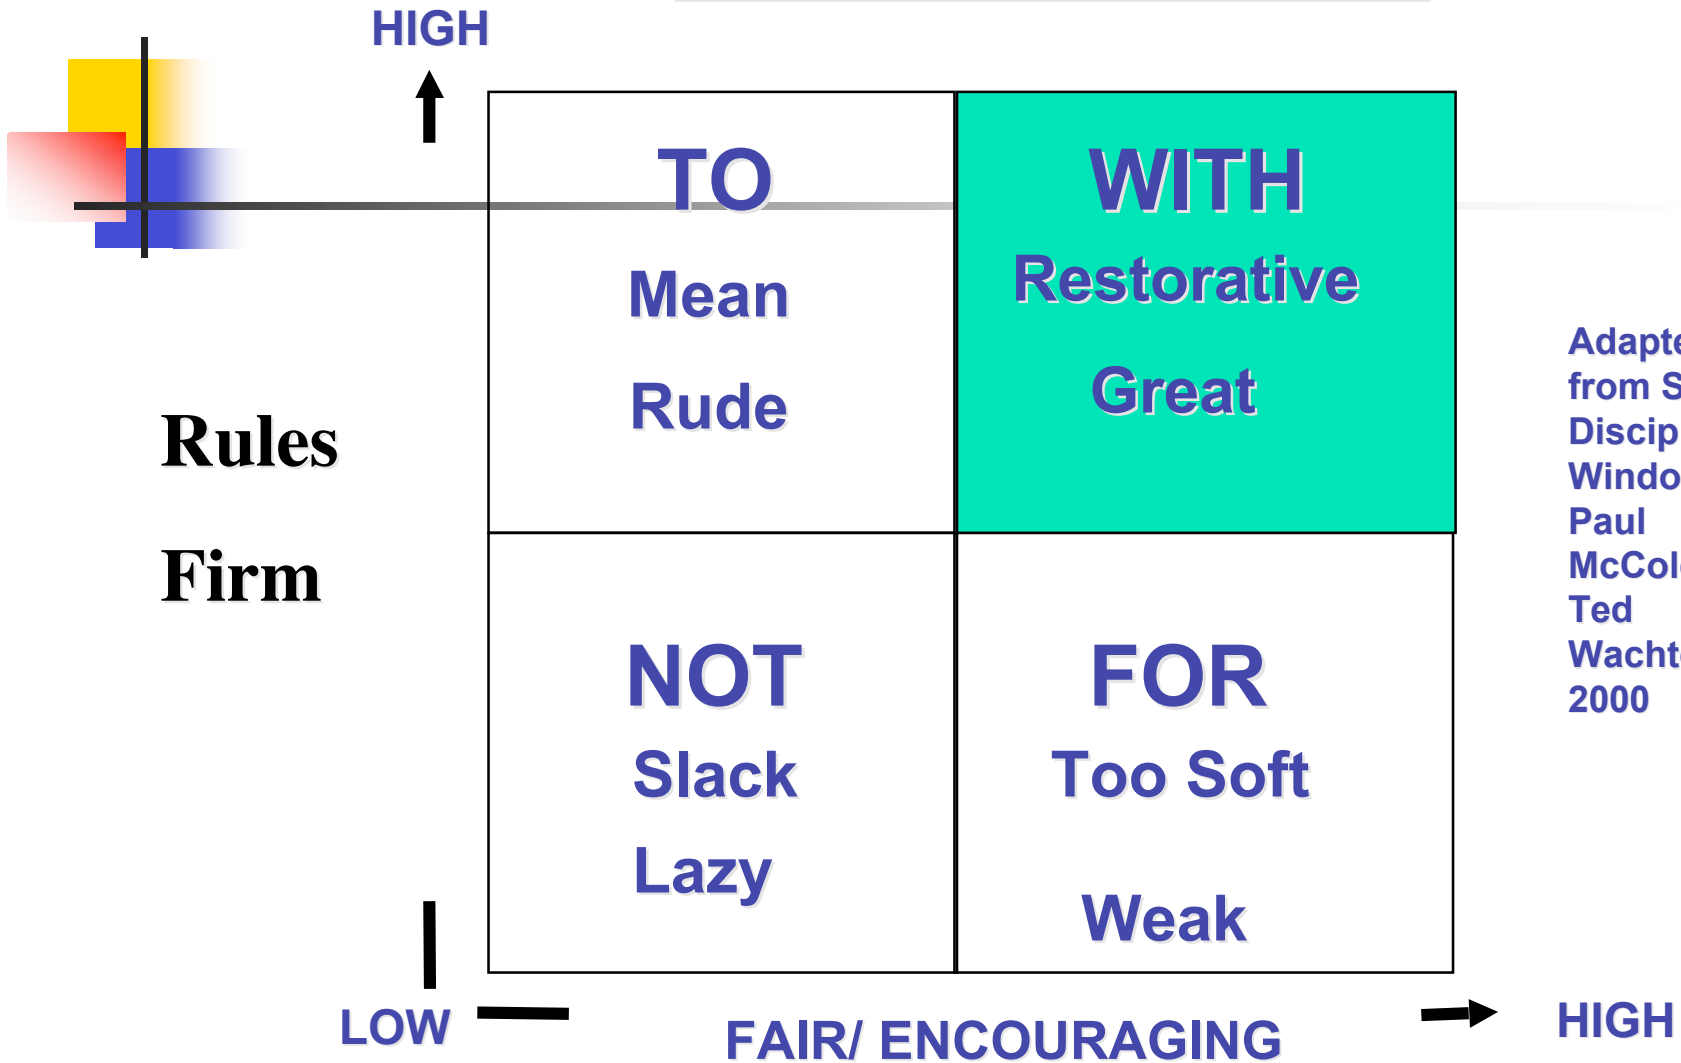 HIGH
TO
Mean
Rude
WITH
Restorative
Great
Rules
Firm
NOT
Slack
Lazy
FOR
Too Soft
Weak
from
Paul
Ted
2000
LOW
FAIR/ ENCOURAGING
HIGH